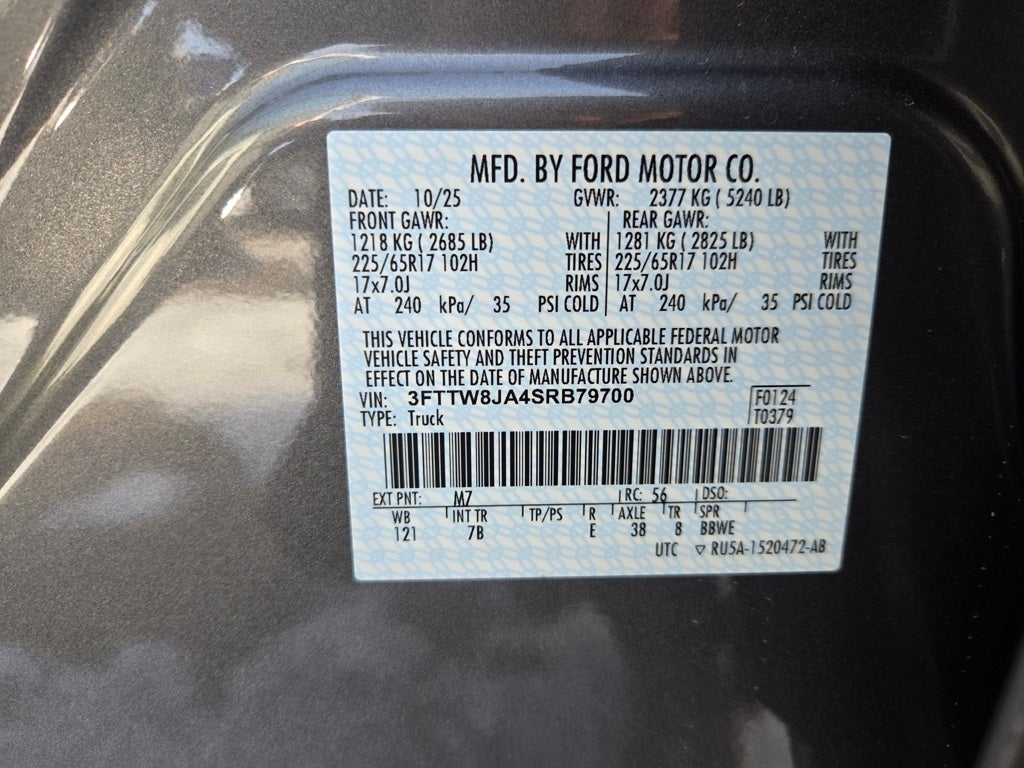 MFD. BY FORD MOTOR CO.
DATE: 10/25 GVWR: 2377 KG ( 5240 LB)
FRONT GAWR: REAR GAWR:
1218 KG ( 2685 LB) WITH 1281 KG ( 2825 LB) WITH
225/65R17 102H TIRES 225/65R17 102H TIRES
17x7.0J RIMS 17x7.0J RIMS
AT 240 kPa/ 35 PSI COLD AT 240 kPa/ 35 PSI COLD
THIS VEHICLE CONFORMS TO ALL APPLICABLE FEDERAL MOTOR
VEHICLE SAFETY AND THEFT PREVENTION STANDARDS IN
EFFECT ON THE DATE OF MANUFACTURE SHOWN ABOVE.
VIN: 3FTTW8JA4SRB79700 F0124
TYPE: Truck T0379
EXT PNT: M7 RC: 56 DSO:
WB INT TR TP/PS R AXLE TR SPR
121 7B E 38 8 BBWE
UTC ▽ RU5A-1520472-AB